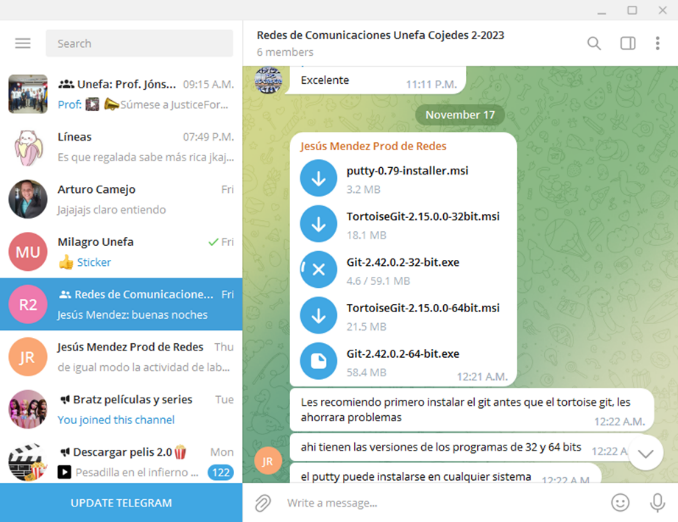 Search
Unefa: Prof. Jóns... 09:15 A.M.
Prof: Súmese a JusticeFor...
Líneas 07:49 P.M.
Es que regalada sabe más rica jkaj...
Arturo Camejo Fri
Jajajajs claro entiendo
MU
Milagro Unefa Fri
Sticker
R2
Redes de Comunicacione... Fri
Jesús Mendez: buenas noches
JR
Jesús Mendez Prod de Redes Thu
de igual modo la actividad de lab...
Bratz películas y series Tue
You joined this channel
Descargar pelis 2.0 Mon
Pesadilla en el infierno ... 122
UPDATE TELEGRAM
Redes de Comunicaciones Unefa Cojedes 2-2023
6 members
Excelente 11:11 P.M.
November 17
Jesús Mendez Prod de Redes
putty-0.79-installer.msi
3.2 MB
TortoiseGit-2.15.0.0-32bit.msi
18.1 MB
Git-2.42.0.2-32-bit.exe
4.6 / 59.1 MB
TortoiseGit-2.15.0.0-64bit.msi
21.5 MB
Git-2.42.0.2-64-bit.exe
58.4 MB 12:21 A.M.
Les recomiendo primero instalar el git antes que el tortoise git, les
ahorrara problemas 12:22 A.M.
ahi tienen las versiones de los programas de 32 y 64 bits 12:22 A
JR
el putty puede instalarse en cualquier sistema 12:22 A.M.
Write a message...